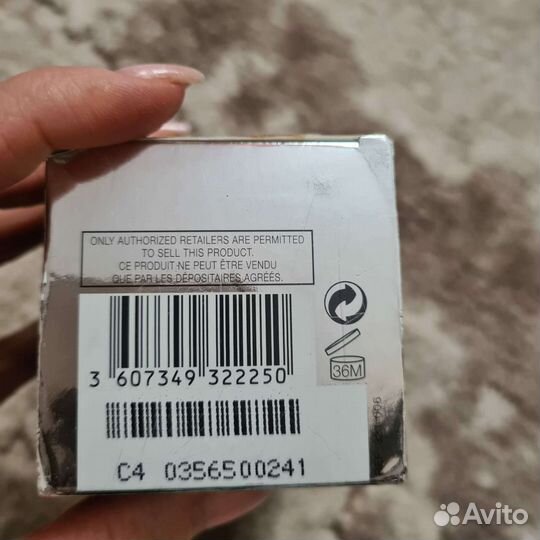 ONLY AUTHORIZED RETAILERS ARE PERMITTED
TO SELL THIS PRODUCT.
CE PRODUIT NE PEUT ÊTRE VENDU
QUE PAR LES DÉPOSITAIRES AGRÉÉS.
3 607349 322250
36M
C4 0356500241
Avito